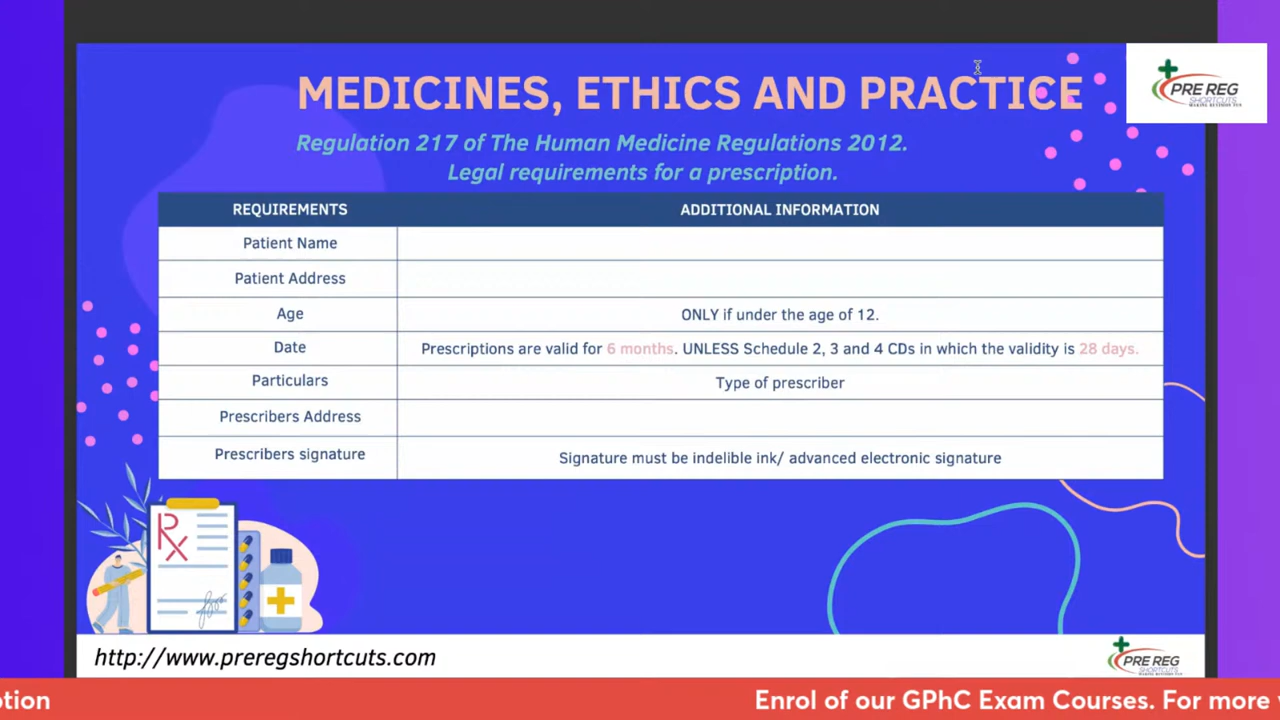 MEDICINES, ETHICS AND PRACTICE
PRE REG
SHORTCUTS
Regulation 217 of The Human Medicine Regulations 2012.
Legal requirements for a prescription.
REQUIREMENTS ADDITIONAL INFORMATION
Patient Name
Patient Address
Age ONLY if under the age of 12.
Date Prescriptions are valid for 6 months. UNLESS Schedule 2, 3 and 4 CDs in which the validity is 28 days.
Particulars Type of prescriber
Prescribers Address
Prescribers signature Signature must be indelible ink/ advanced electronic signature
Rx
http://www.preregshortcuts.com
PRE REG
SHORTCUTS
otion Enrol of our GPhC Exam Courses. For more